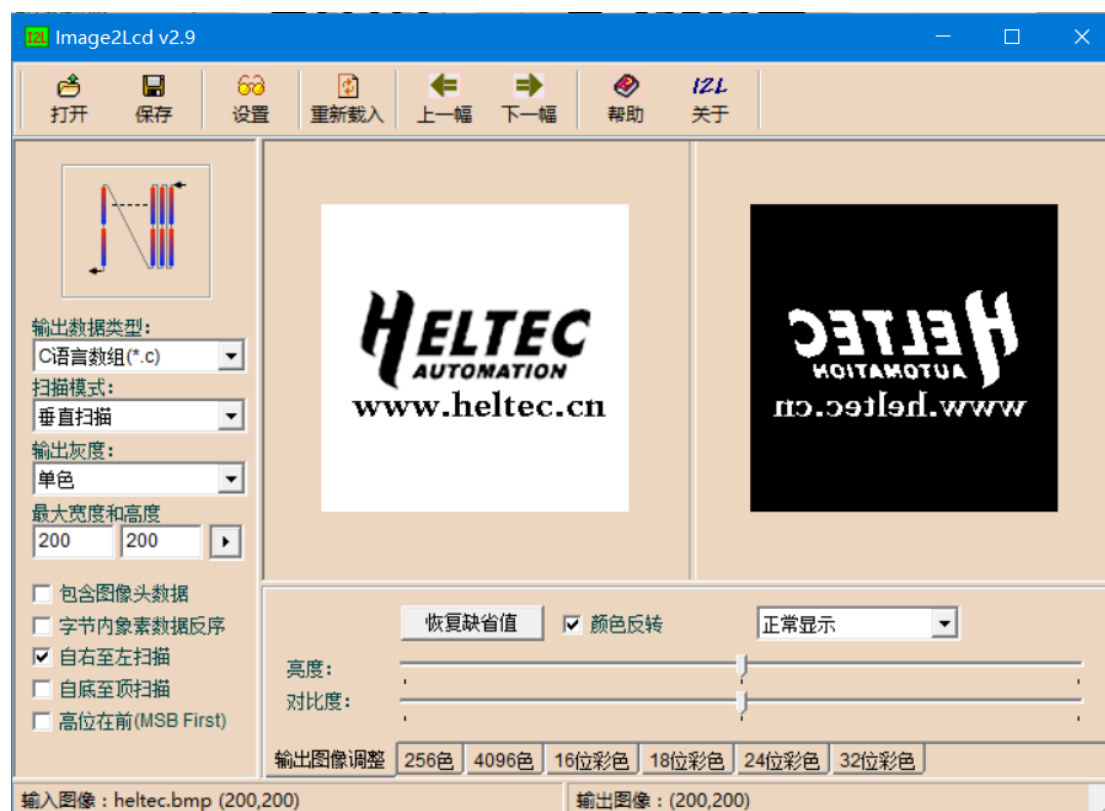 Image2Lcd v2.9
打开 保存 设置 重新载入 上一幅 下一幅 帮助 关于
I2L
输出数据类型:
C语言数组(*.c)
扫描模式:
垂直扫描
输出灰度:
单色
最大宽度和高度
200 200
包含图像头数据
字节内象素数据反序
自右至左扫描
自底至顶扫描
高位在前(MSB First)
HELTEC
AUTOMATION
www.heltec.cn
HELTEC
AUTOMATION
www.heltec.cn
恢复缺省值 颜色反转 正常显示
亮度:
对比度:
输出图像调整 256色 4096色 16位彩色 18位彩色 24位彩色 32位彩色
输入图像：heltec.bmp (200,200) 输出图像：(200,200)